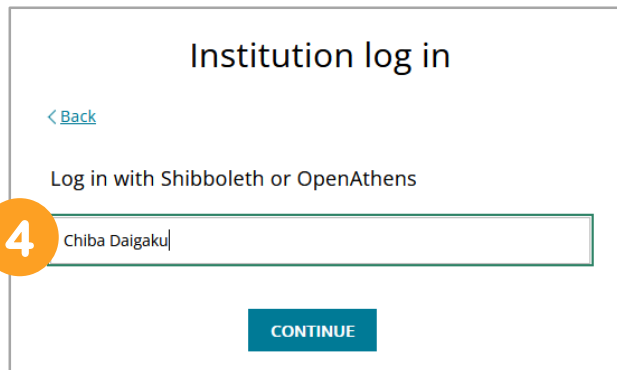 Institution log in
Back
Log in with Shibboleth or OpenAthens
4
Chiba Daigaku
CONTINUE